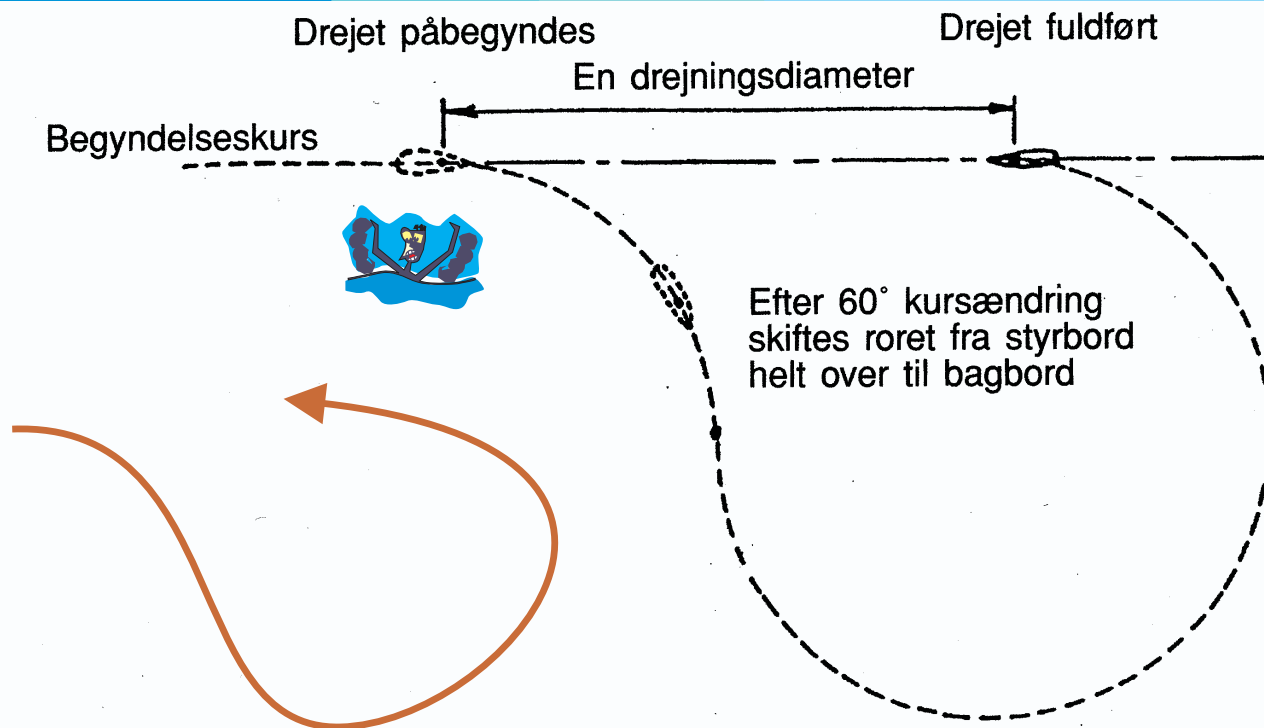 Drejet påbegyndes
Drejet fuldført
En drejningsdiameter
Begyndelseskurs
Efter 60° kursændring
skiftes roret fra styrbord
helt over til bagbord